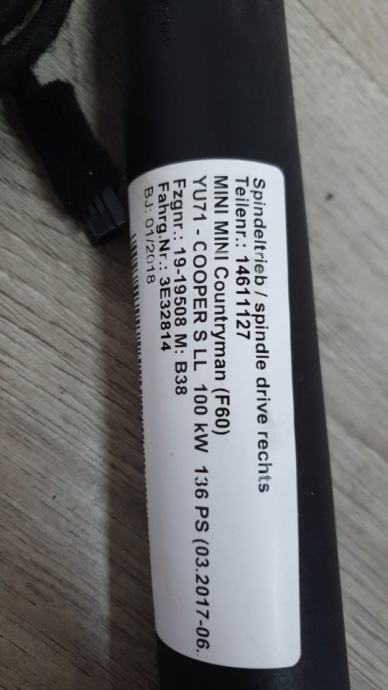 Spindeltrieb / spindle drive rechts
Teilenr.: 14611127
MINI MINI Countryman (F60)
YU71 - COOPER S LL 100 kW 136 PS (03.2017-06.
Fzgnr.: 19-19508 M: B38
Fahrg.Nr.: 3E32814
BJ: 01/2018